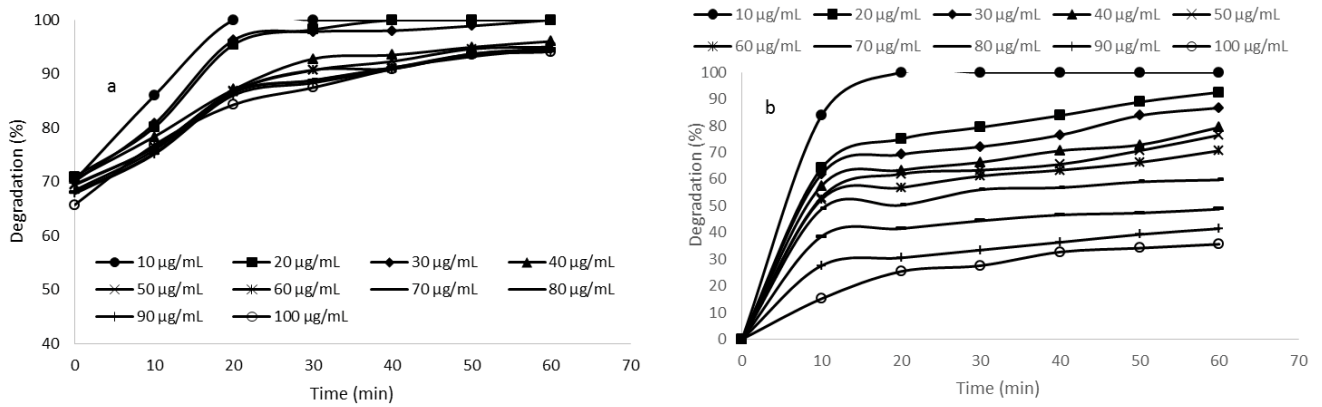 100
90
80
70
60
50
40
Degradation (%)
a
10 µg/mL 20 µg/mL 30 µg/mL 40 µg/mL
50 µg/mL 60 µg/mL 70 µg/mL 80 µg/mL
90 µg/mL 100 µg/mL
0 10 20 30 40 50 60 70
Time (min)
10 µg/mL 20 µg/mL 30 µg/mL 40 µg/mL 50 µg/mL
60 µg/mL 70 µg/mL 80 µg/mL 90 µg/mL 100 µg/mL
100
90
80
70
60
50
40
30
20
10
0
Degradation (%)
b
0 10 20 30 40 50 60 70
Time (min)